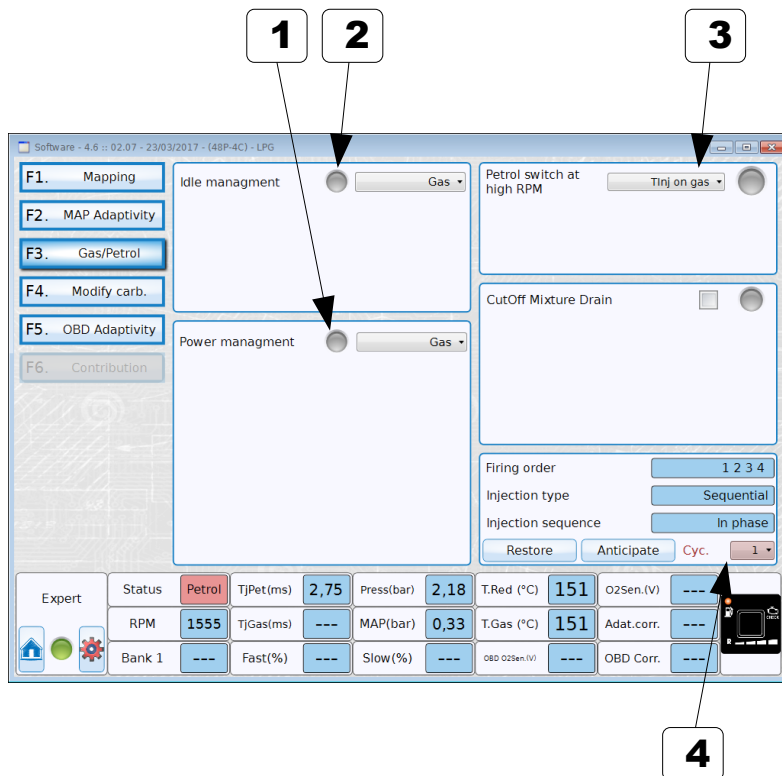 1 2 3
Software - 4.6 :: 02.07 - 23/03/2017 - (48P-4C) - LPG
F1. Mapping
F2. MAP Adaptivity
F3. Gas/Petrol
F4. Modify carb.
F5. OBD Adaptivity
F6. Contribution
Idle managment Gas
Power managment Gas
Petrol switch at
high RPM
TInj on gas
CutOff Mixture Drain
Firing order 1 2 3 4
Injection type Sequential
Injection sequence In phase
Restore Anticipate Cyc. 1
Expert
Status Petrol TjPet(ms) 2,75 Press(bar) 2,18 T.Red (°C) 151 O2Sen.(V) ---
RPM 1555 TjGas(ms) --- MAP(bar) 0,33 T.Gas (°C) 151 Adat.corr. ---
Bank 1 --- Fast(%) --- Slow(%) --- OBD O2Sen.(V) --- OBD Corr. ---
CHECK
R
4